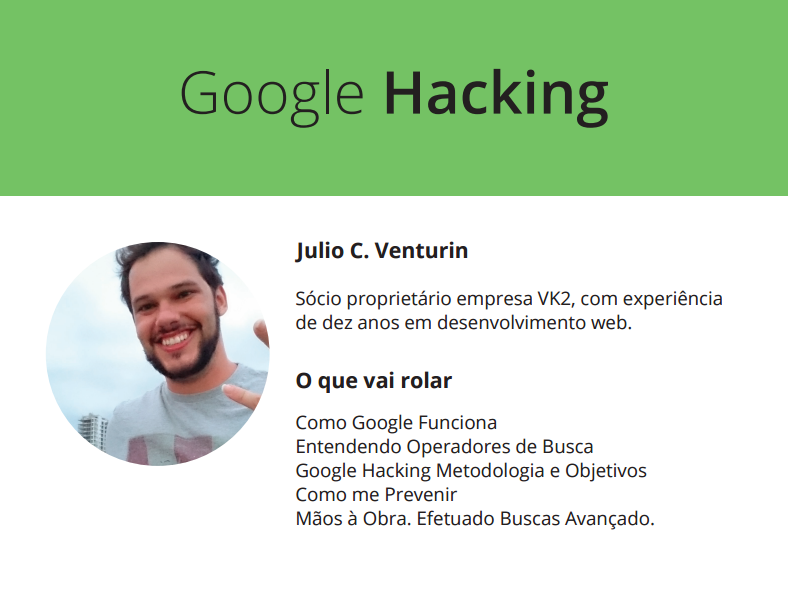 Google Hacking
Julio C. Venturin
Sócio proprietário empresa VK2, com experiência
de dez anos em desenvolvimento web.
O que vai rolar
Como Google Funciona
Entendendo Operadores de Busca
Google Hacking Metodologia e Objetivos
Como me Prevenir
Mãos à Obra. Efetuado Buscas Avançado.